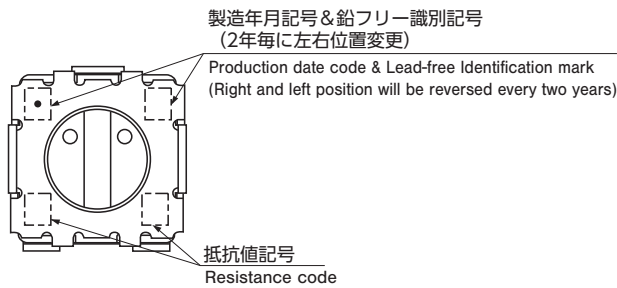 製造年月記号＆鉛フリー識別記号
（2年毎に左右位置変更）
Production date code & Lead-free Identification mark
(Right and left position will be reversed every two years)
抵抗値記号
Resistance code